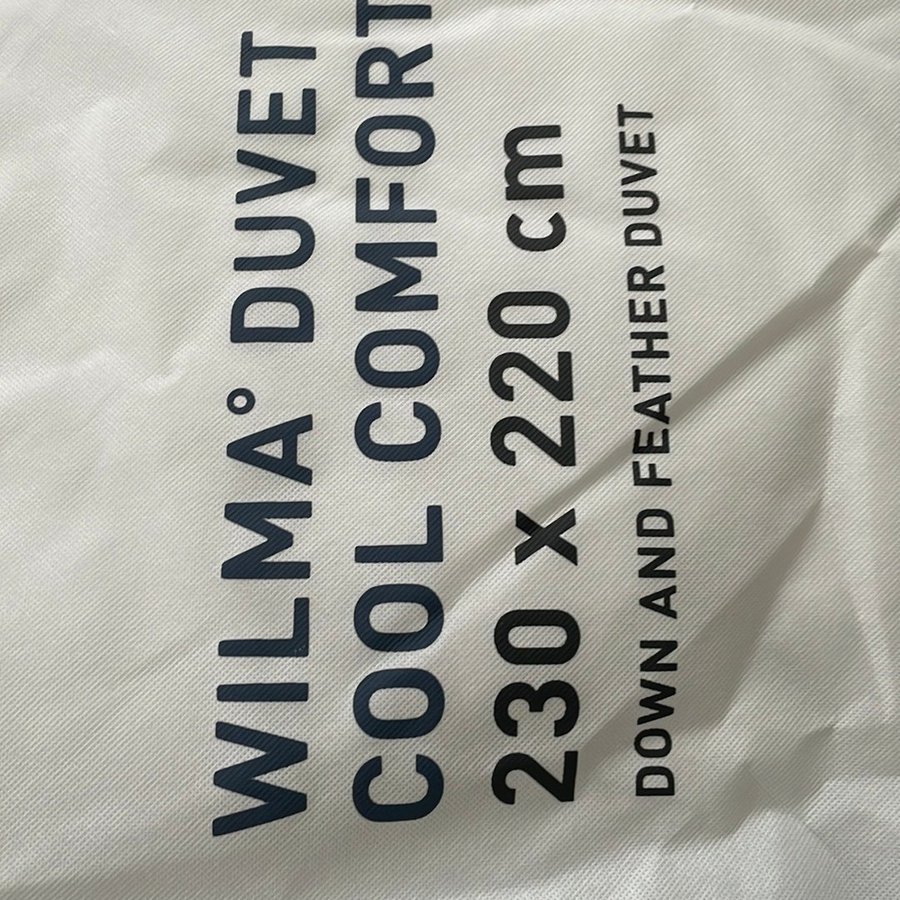 WILMA° DUVET
COOL COMFORT
230 x 220 cm
DOWN AND FEATHER DUVET